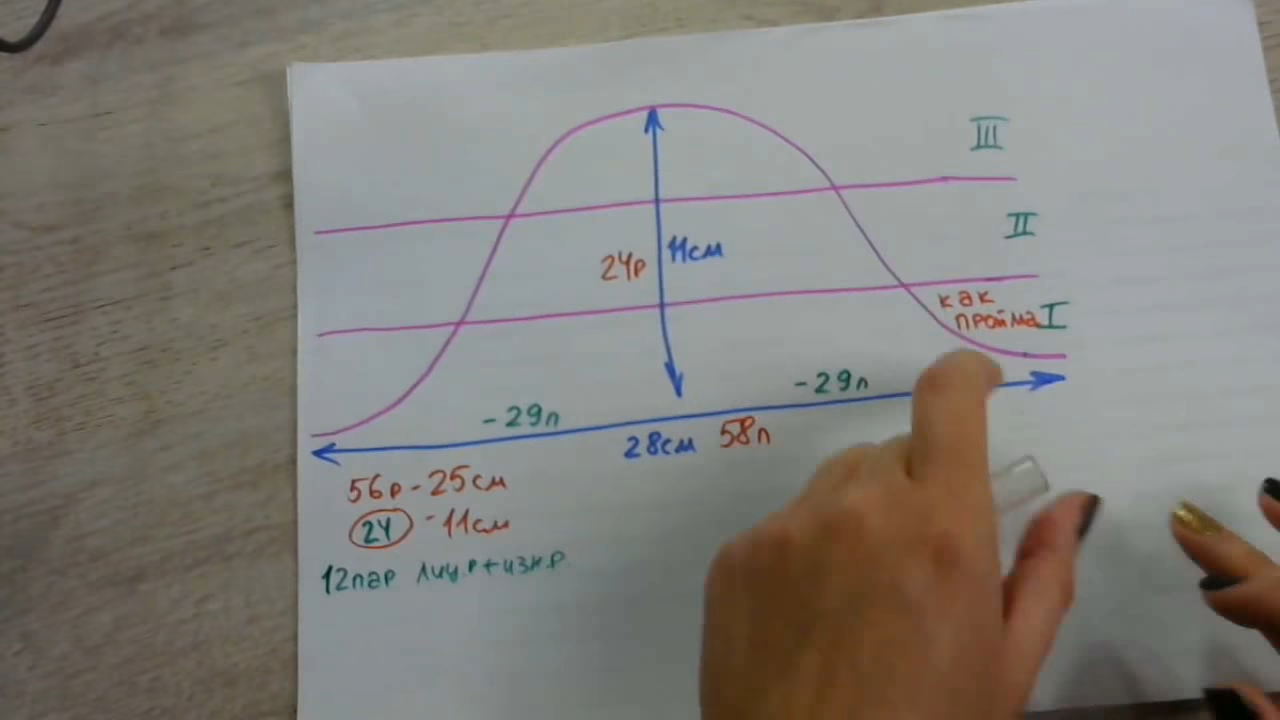 III
II
24р 11см
как
пройма I
-29п
-29п
28см 58п
56р-25см
24 -11см
12пар лиц.р+изн.р